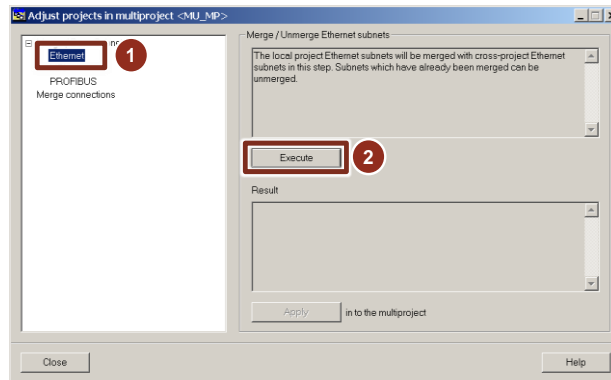 Adjust projects in multiproject <MU_MP>
Merge / Unmerge Ethernet subnets
Ethernet
1
PROFIBUS
Merge connections
The local project Ethernet subnets will be merged with cross-project Ethernet
subnets in this step. Subnets which have already been merged can be
unmerged.
Execute
2
Result
Apply
in to the multiproject
Close
Help